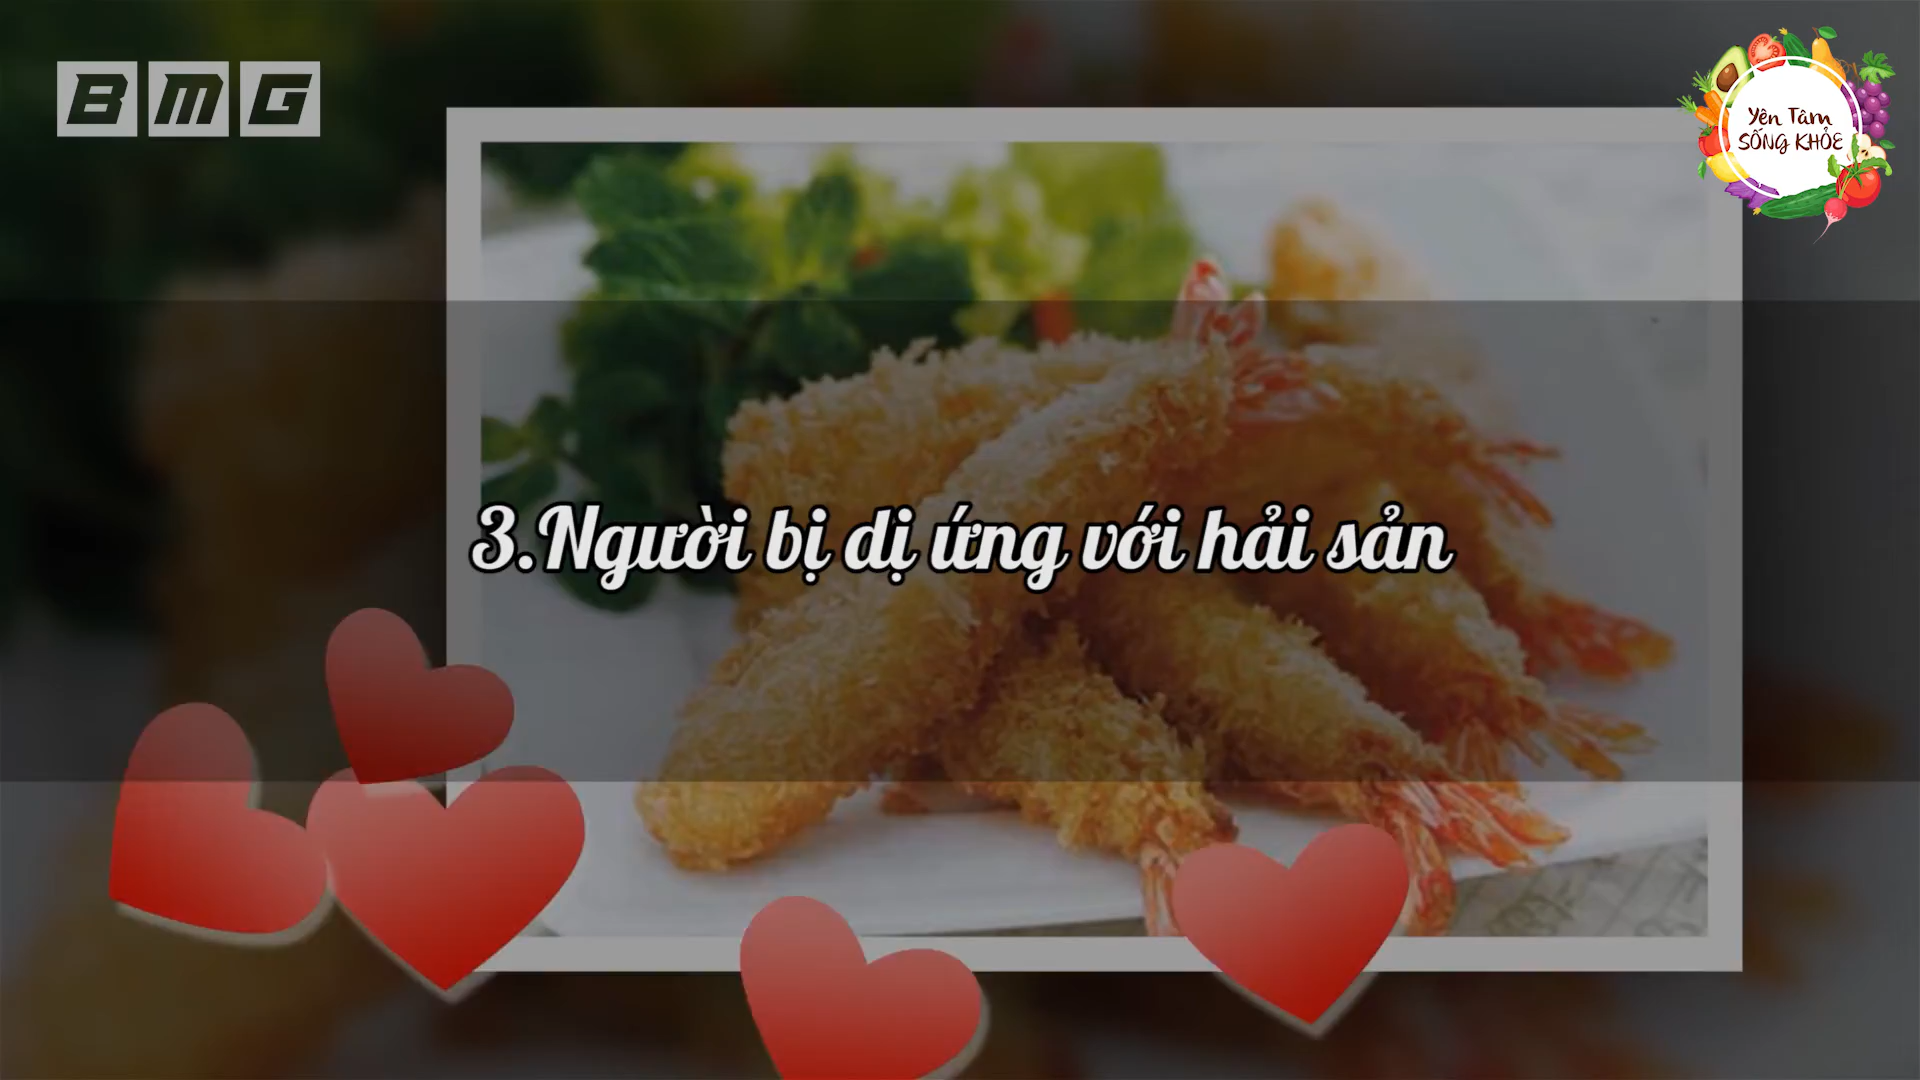 BMG
Yên Tâm
SỐNG KHỎE
3.Người bị dị ứng với hải sản